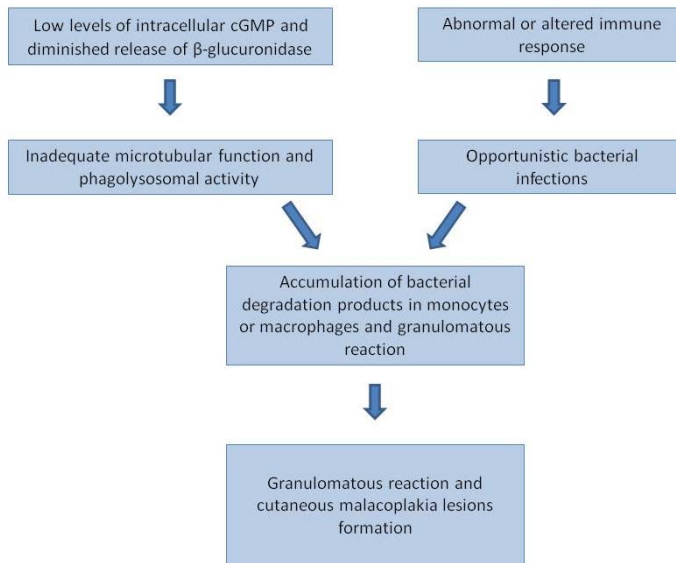 Low levels of intracellular cGMP and
diminished release of β-glucuronidase
Abnormal or altered immune
response
Inadequate microtubular function and
phagolysosomal activity
Opportunistic bacterial
infections
Accumulation of bacterial
degradation products in monocytes
or macrophages and granulomatous
reaction
Granulomatous reaction and
cutaneous malacoplakia lesions
formation